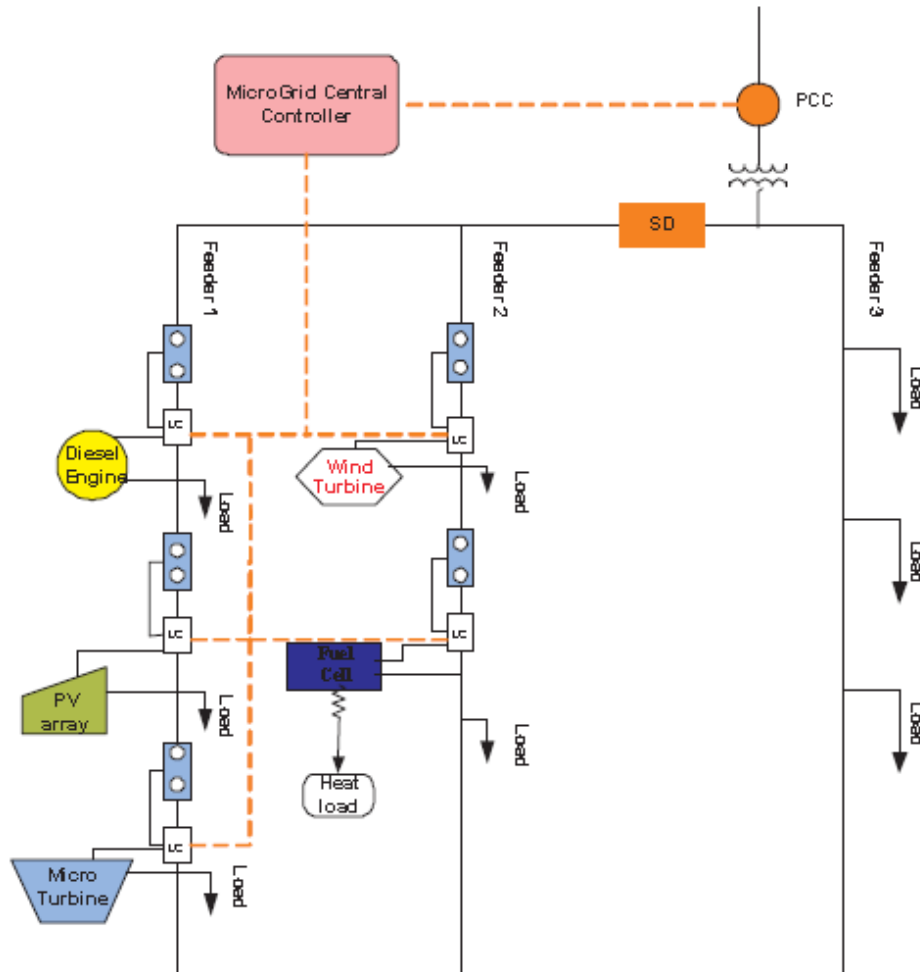 MicroGrid Central
Controller
PCC
SD
Feeder 1
Feeder 2
Feeder 3
Load
LC
LC
Diesel
Engine
Wind
Turbine
Load
Load
Load
LC
LC
Fuel
Cell
PV
array
Load
Load
Load
Heat
load
LC
Micro
Turbine
Load